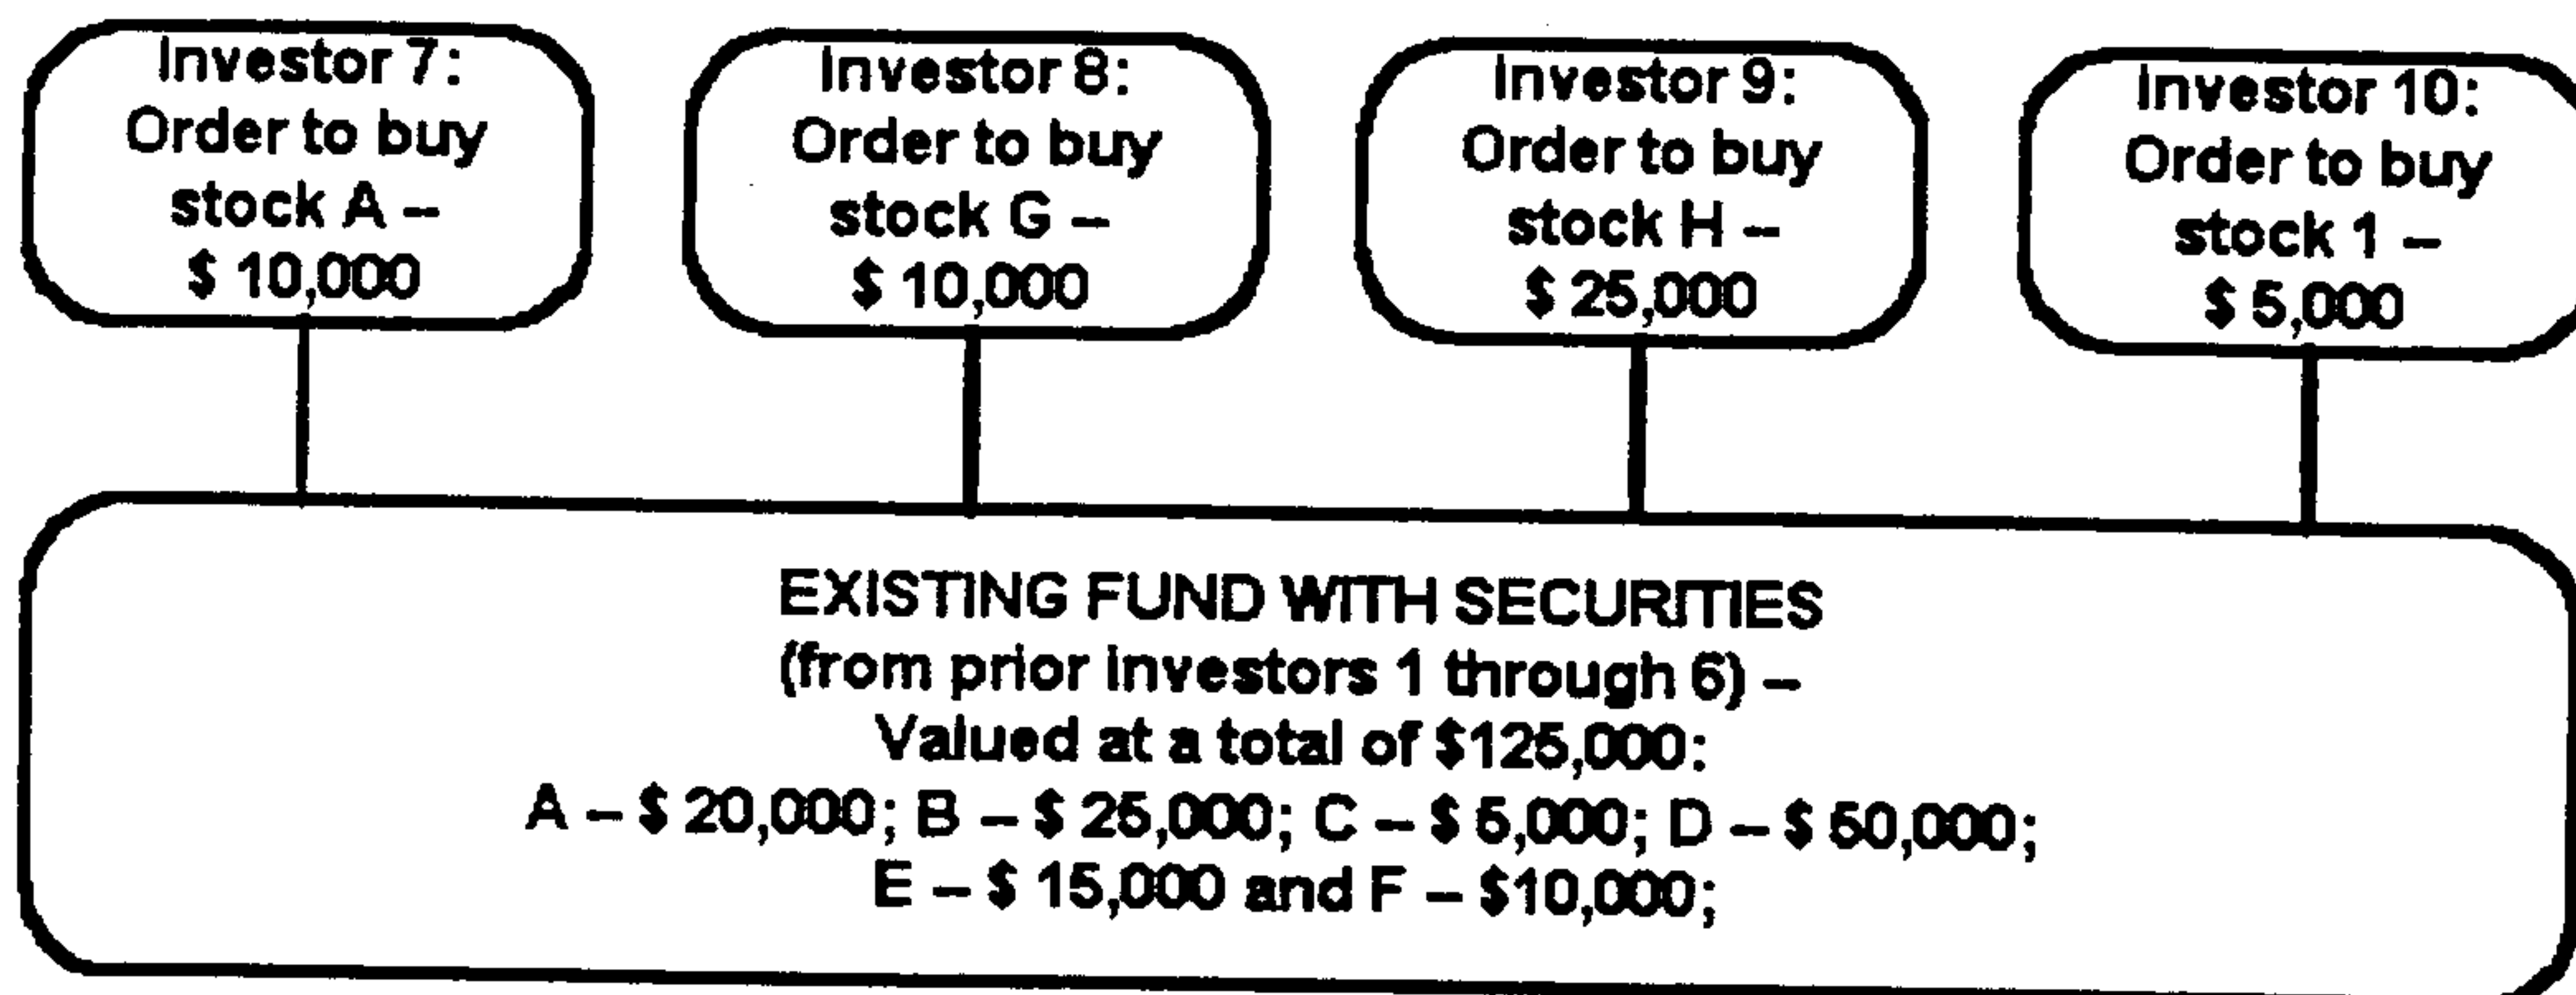 Investor 7:
Order to buy
stock A –
$ 10,000
Investor 8:
Order to buy
stock G –
$ 10,000
Investor 9:
Order to buy
stock H –
$ 25,000
Investor 10:
Order to buy
stock 1 –
$ 5,000
EXISTING FUND WITH SECURITIES
(from prior investors 1 through 6) –
Valued at a total of $125,000:
A – $ 20,000; B – $ 25,000; C – $ 5,000; D – $ 50,000;
E – $ 15,000 and F – $10,000;